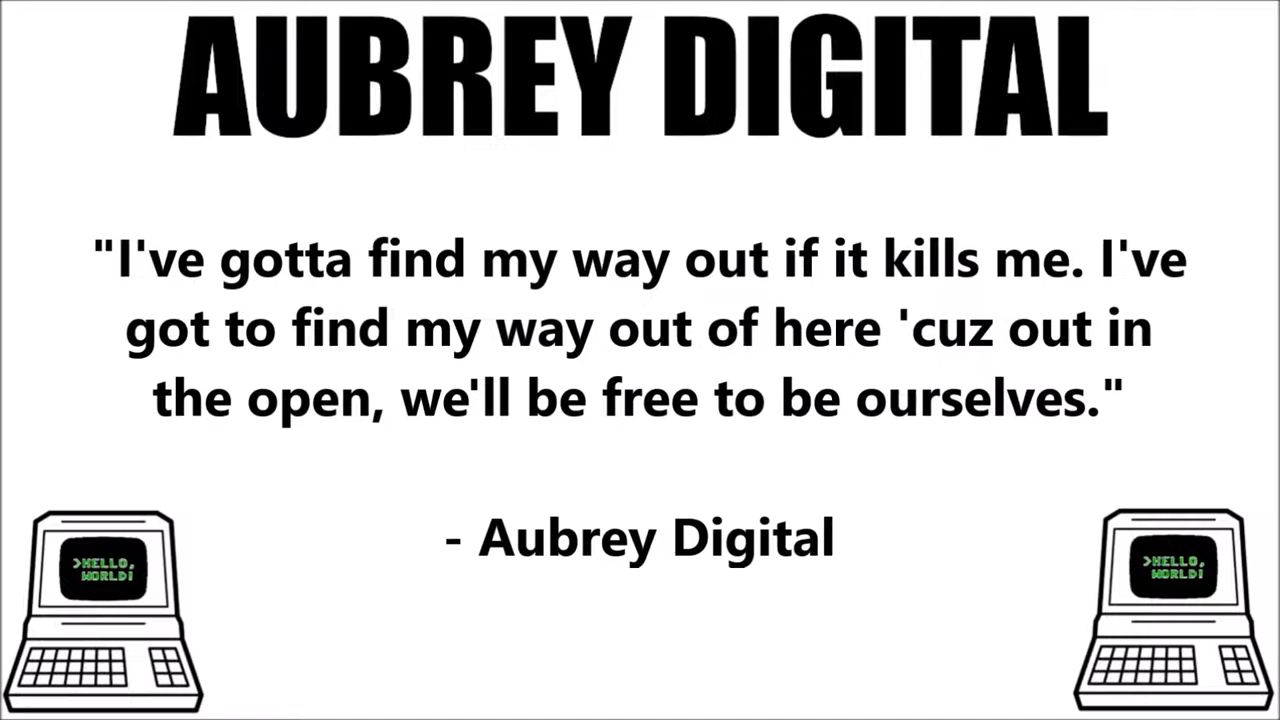 AUBREY DIGITAL
"I've gotta find my way out if it kills me. I've
got to find my way out of here 'cuz out in
the open, we'll be free to be ourselves."
- Aubrey Digital
>HELLO,
WORLD!
>HELLO,
WORLD!